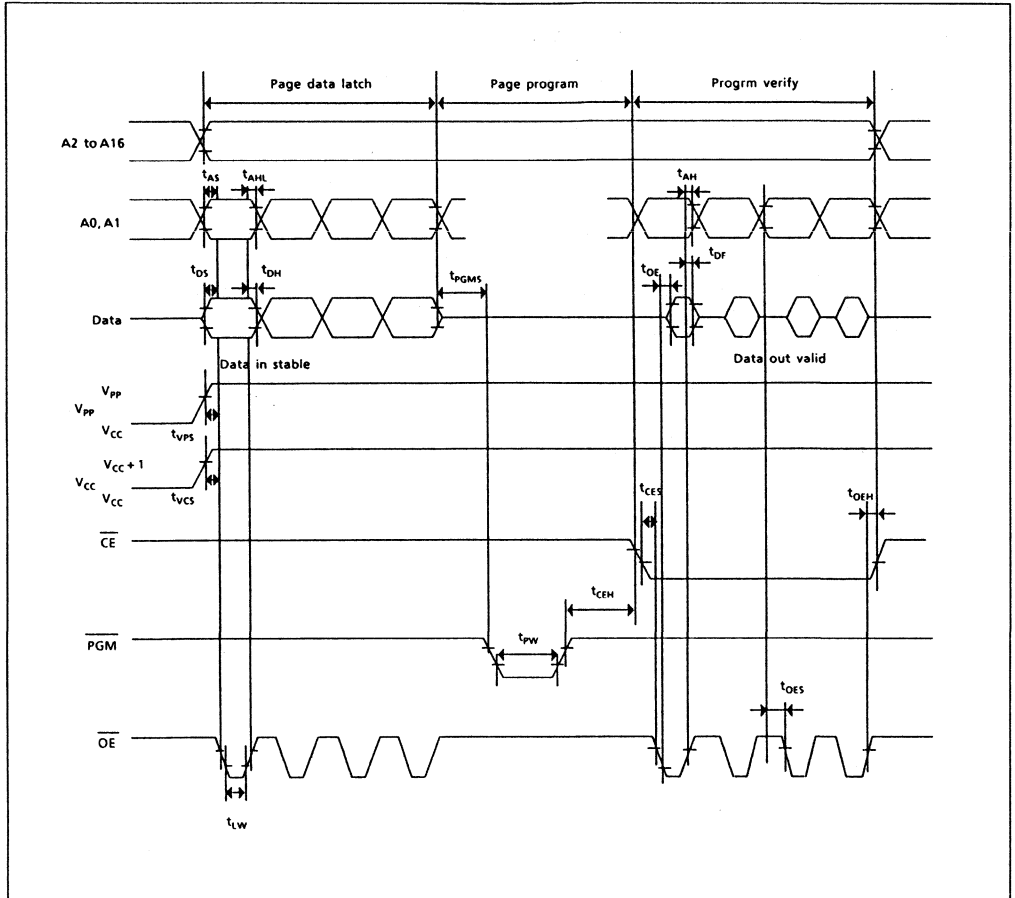 Page data latch Page program Progrm verify
A2 to A16
tAS tAHL tAH
A0, A1
tDS tDH tPGMS tOE tDF
Data
Data in stable Data out valid
VPP
VPP
VCC tVPS
VCC + 1
VCC
VCC tVCS
tCES tOEH
CE
tCEH
PGM tPW
tOES
OE
tLW